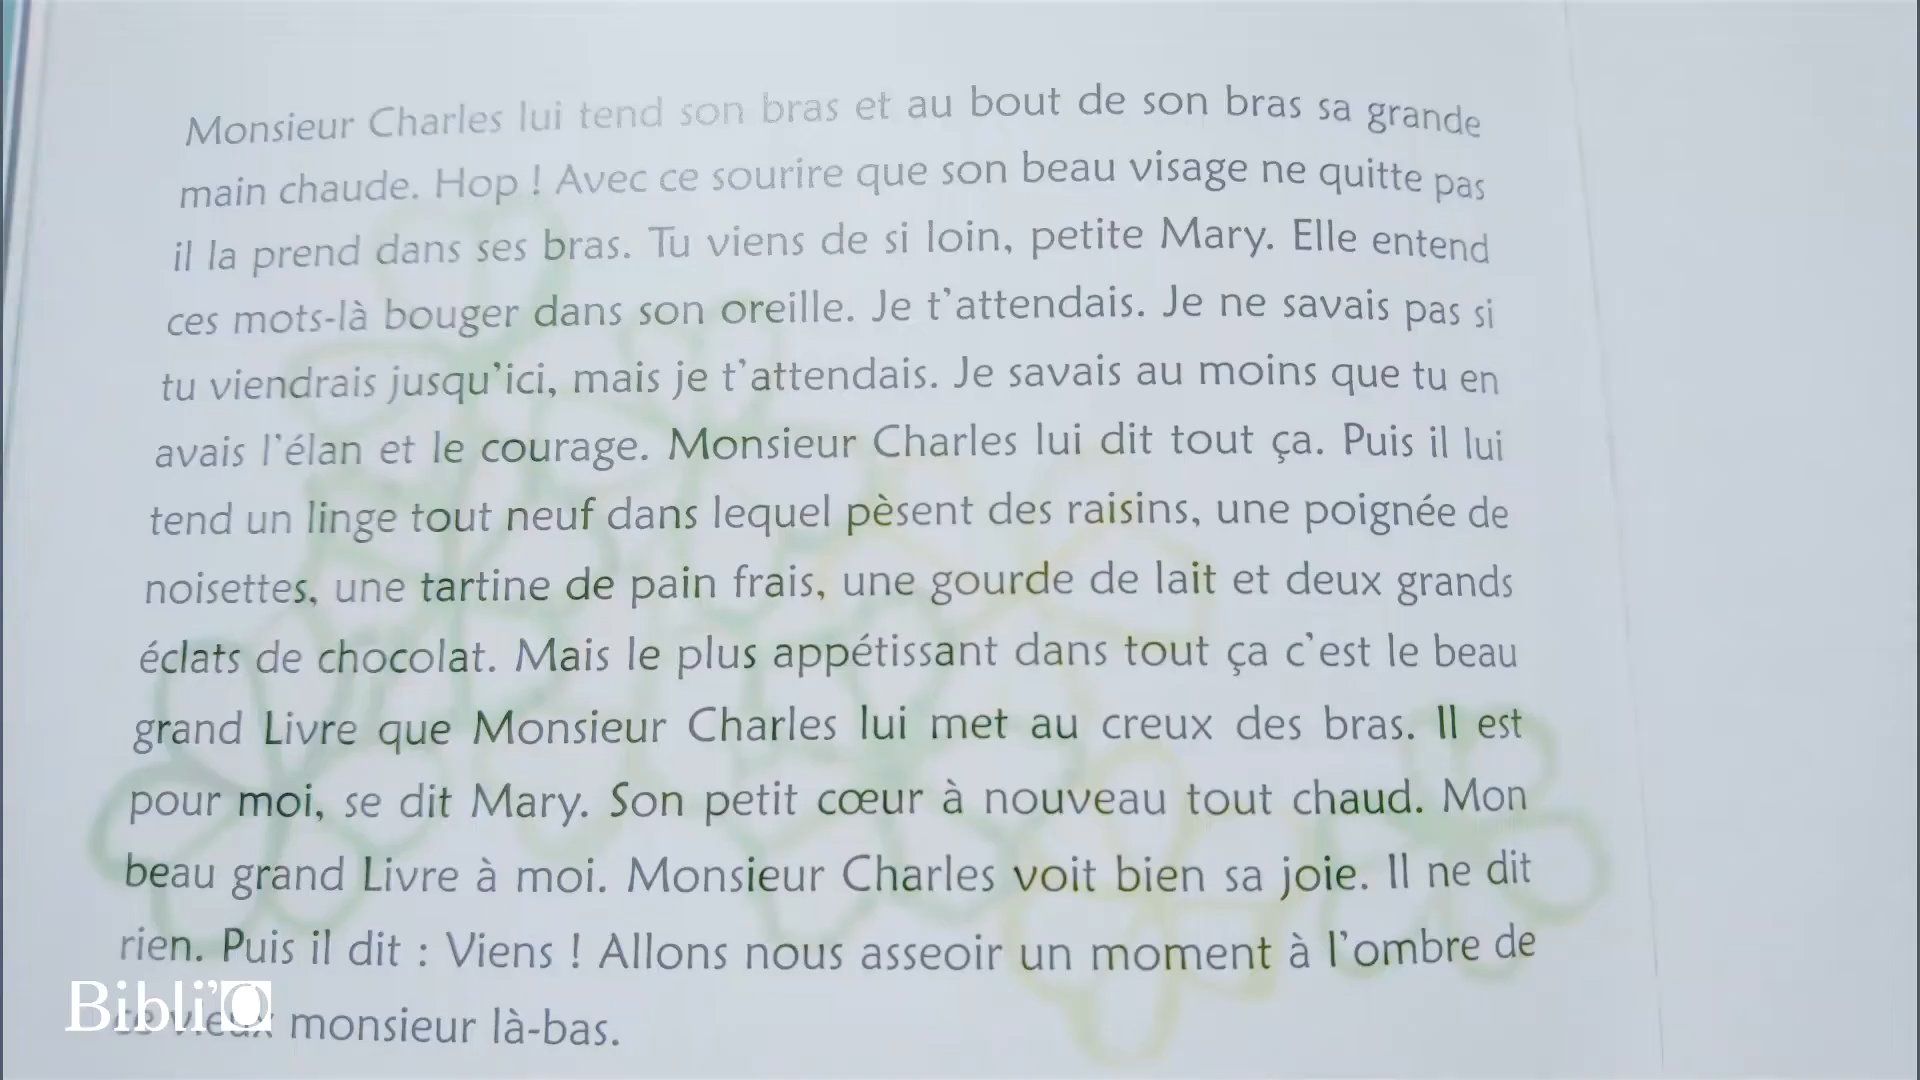 Monsieur Charles lui tend son bras et au bout de son bras sa grande
main chaude. Hop ! Avec ce sourire que son beau visage ne quitte pas
il la prend dans ses bras. Tu viens de si loin, petite Mary. Elle entend
ces mots-là bouger dans son oreille. Je t'attendais. Je ne savais pas si
tu viendrais jusqu'ici, mais je t'attendais. Je savais au moins que tu en
avais l'élan et le courage. Monsieur Charles lui dit tout ça. Puis il lui
tend un linge tout neuf dans lequel pèsent des raisins, une poignée de
noisettes, une tartine de pain frais, une gourde de lait et deux grands
éclats de chocolat. Mais le plus appétissant dans tout ça c'est le beau
grand Livre que Monsieur Charles lui met au creux des bras. Il est
pour moi, se dit Mary. Son petit cœur à nouveau tout chaud. Mon
beau grand Livre à moi. Monsieur Charles voit bien sa joie. Il ne dit
rien. Puis il dit : Viens ! Allons nous asseoir un moment à l'ombre de
ce vieux monsieur là-bas.
Bibli'O